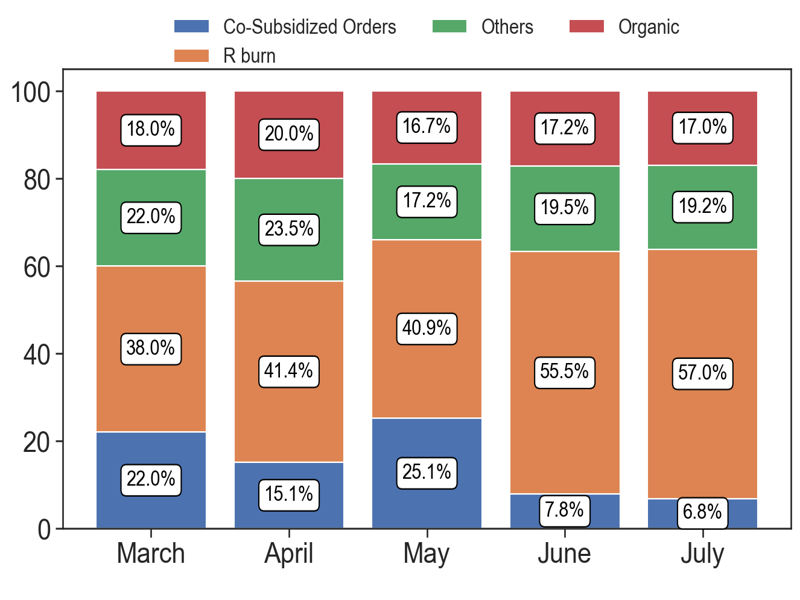 Co-Subsidized Orders Others Organic
R burn
100
18.0% 20.0% 16.7% 17.2% 17.0%
80
22.0% 23.5% 17.2% 19.5% 19.2%
60
38.0% 41.4% 40.9% 55.5% 57.0%
40
20
22.0% 15.1% 25.1% 7.8% 6.8%
0
March April May June July